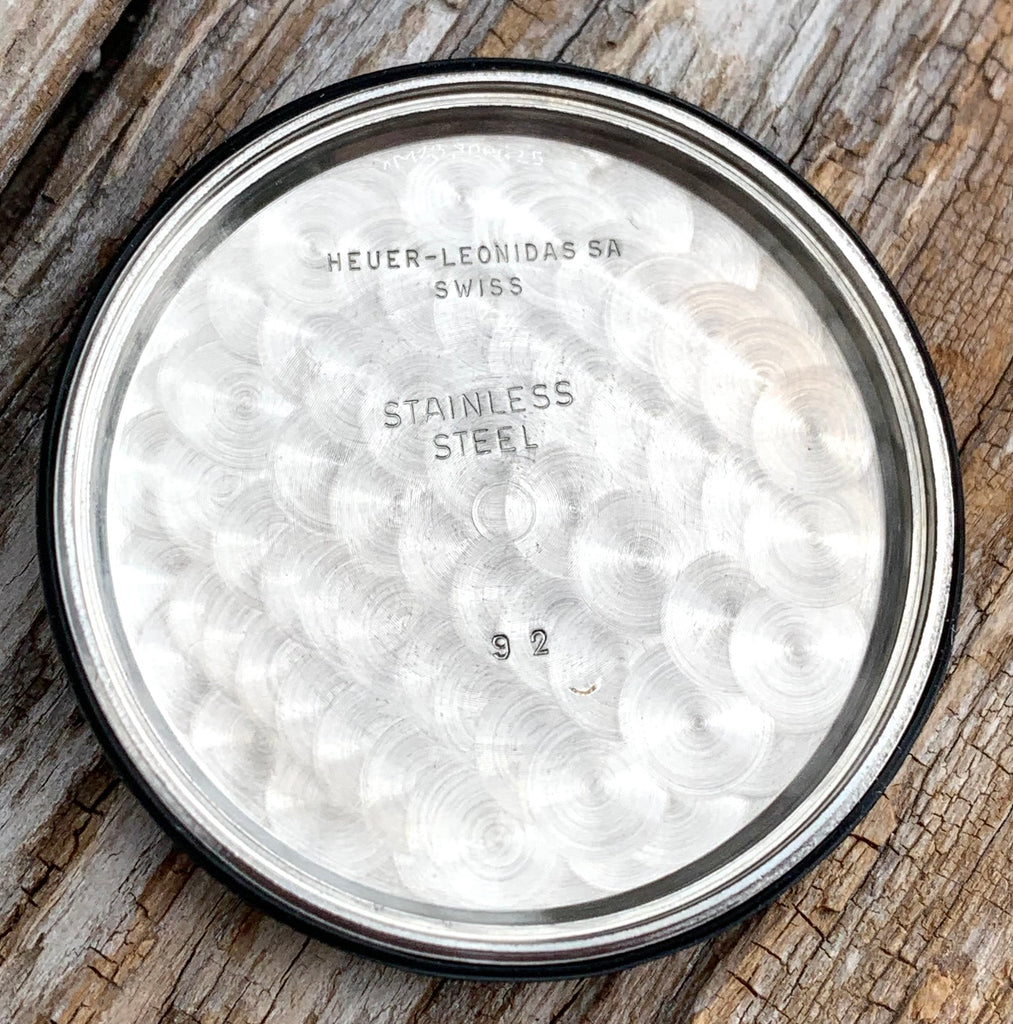 HEUER-LEONIDAS SA
SWISS
STAINLESS
STEEL
92